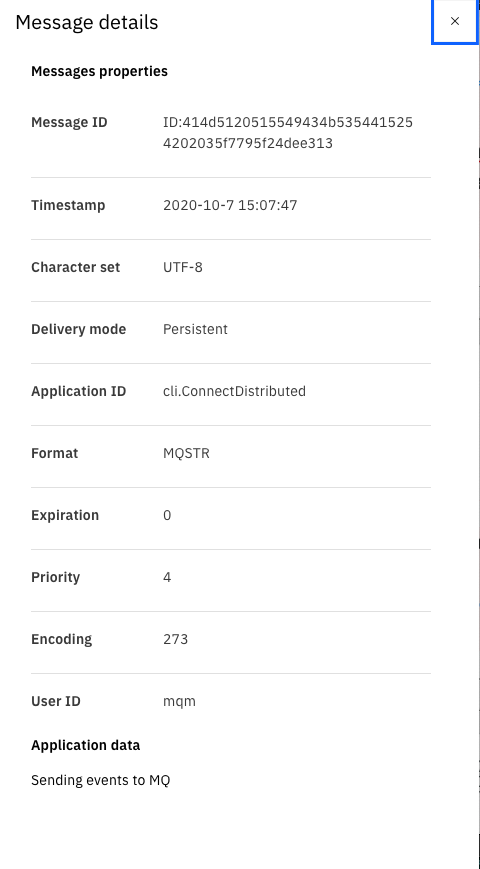 Message details
Messages properties
Message ID
ID:414d5120515549434b535441525
4202035f7795f24dee313
Timestamp
2020-10-7 15:07:47
Character set
UTF-8
Delivery mode
Persistent
Application ID
cli.ConnectDistributed
Format
MQSTR
Expiration
0
Priority
4
Encoding
273
User ID
mqm
Application data
Sending events to MQ